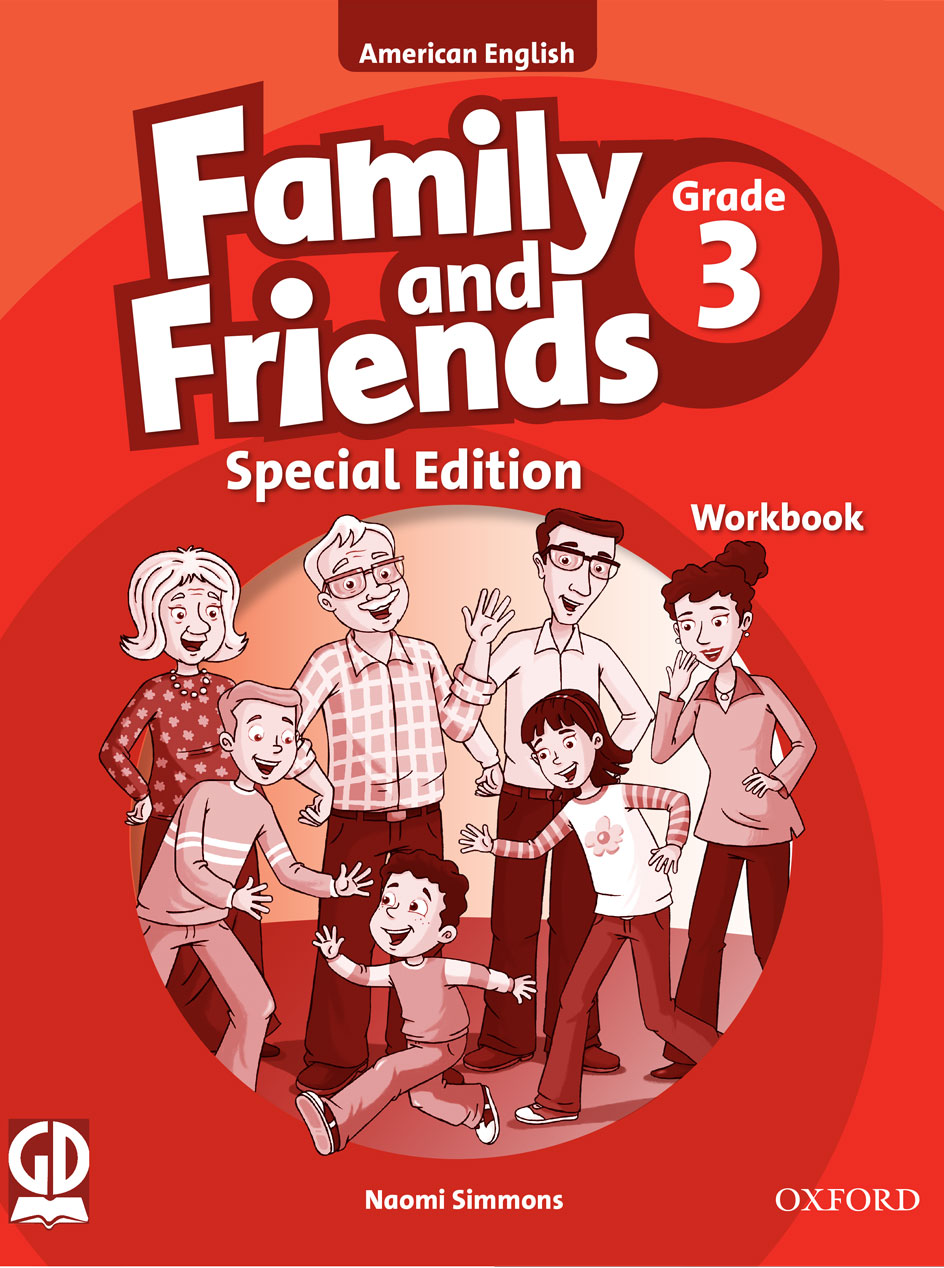 American English
Family
and
Friends
Grade
3
Special Edition
Workbook
GD
Naomi Simmons
OXFORD